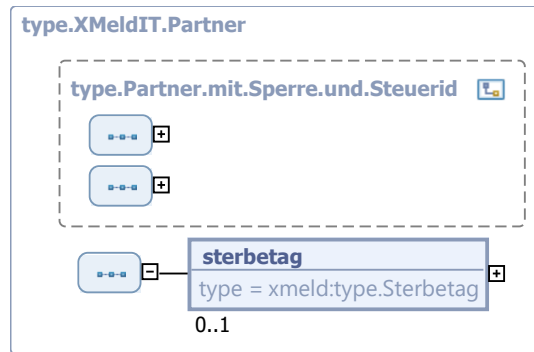 type.XMeldIT.Partner
type.Partner.mit.Sperre.und.Steuerid
sterbetag
type = xmeld:type.Sterbetag
0..1